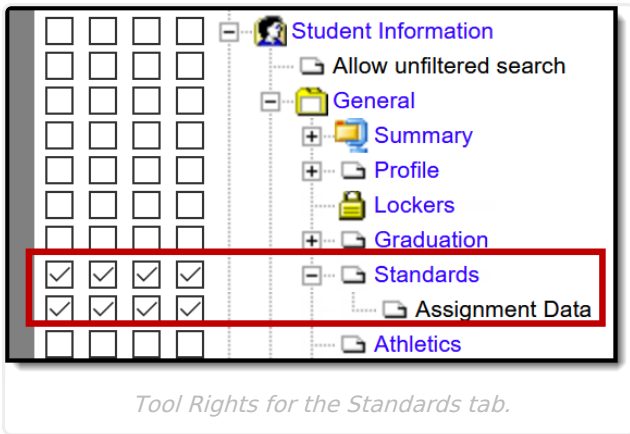 Student Information
Allow unfiltered search
General
Summary
Profile
Lockers
Graduation
Standards
Assignment Data
Athletics
Tool Rights for the Standards tab.